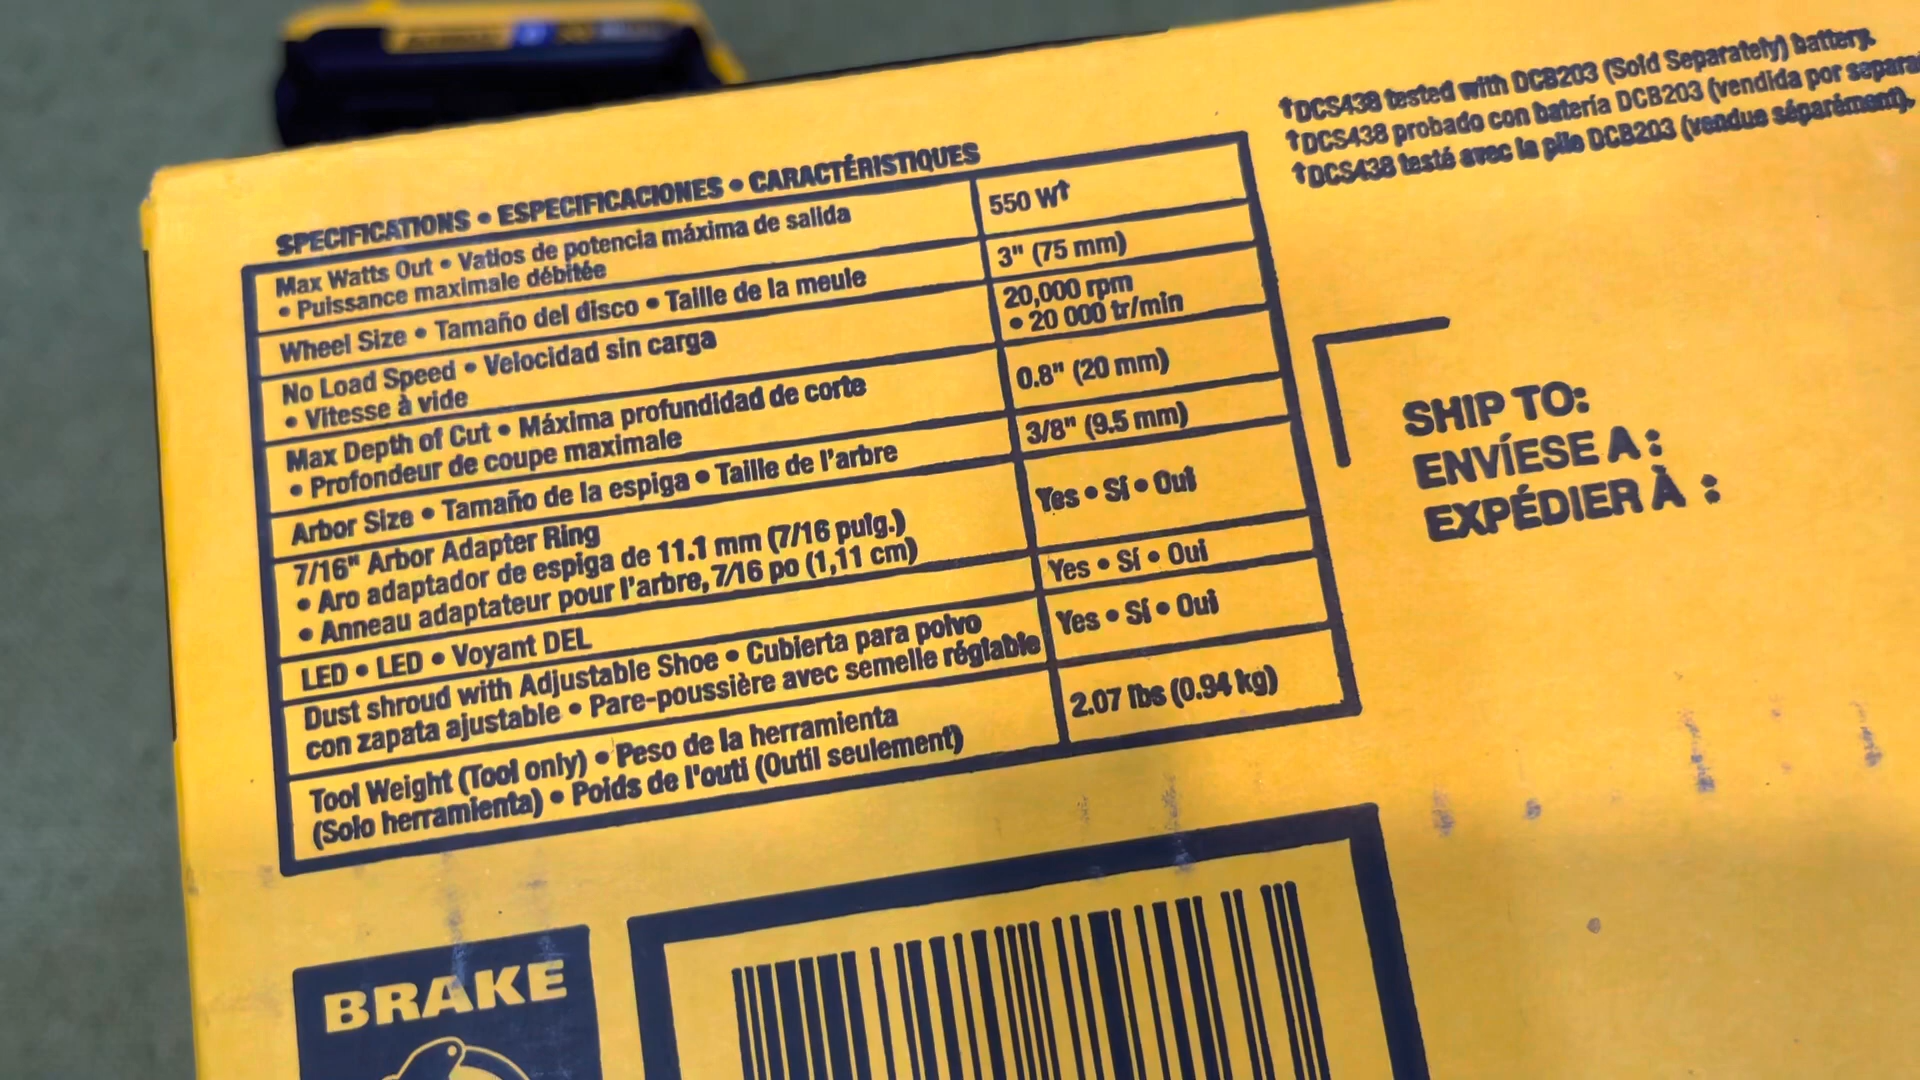 †DCS438 tested with DCB203 (Sold Separately) battery.
†DCS438 probado con batería DCB203 (vendida por
†DCS438 testé avec la pile DCB203 (vendue séparément).
SPECIFICATIONS • ESPECIFICACIONES • CARACTÉRISTIQUES
Max Watts Out • Vatios de potencia máxima de salida
• Puissance maximale débitée
550 W†
Wheel Size • Tamaño del disco • Taille de la meule
3" (75 mm)
No Load Speed • Velocidad sin carga
• Vitesse à vide
20,000 rpm
• 20 000 tr/min
Max Depth of Cut • Máxima profundidad de corte
• Profondeur de coupe maximale
0.8" (20 mm)
Arbor Size • Tamaño de la espiga • Taille de l'arbre
3/8" (9.5 mm)
7/16" Arbor Adapter Ring
• Aro adaptador de espiga de 11.1 mm (7/16 pulg.)
• Anneau adaptateur pour l'arbre, 7/16 po (1,11 cm)
Yes • Sí • Oui
LED • LED • Voyant DEL
Yes • Sí • Oui
Dust shroud with Adjustable Shoe • Cubierta para polvo
con zapata ajustable • Pare-poussière avec semelle réglable
Yes • Sí • Oui
Tool Weight (Tool only) • Peso de la herramienta
(Solo herramienta) • Poids de l'outi (Outil seulement)
2.07 lbs (0.94 kg)
SHIP TO:
ENVÍESE A :
EXPÉDIER À :
BRAKE